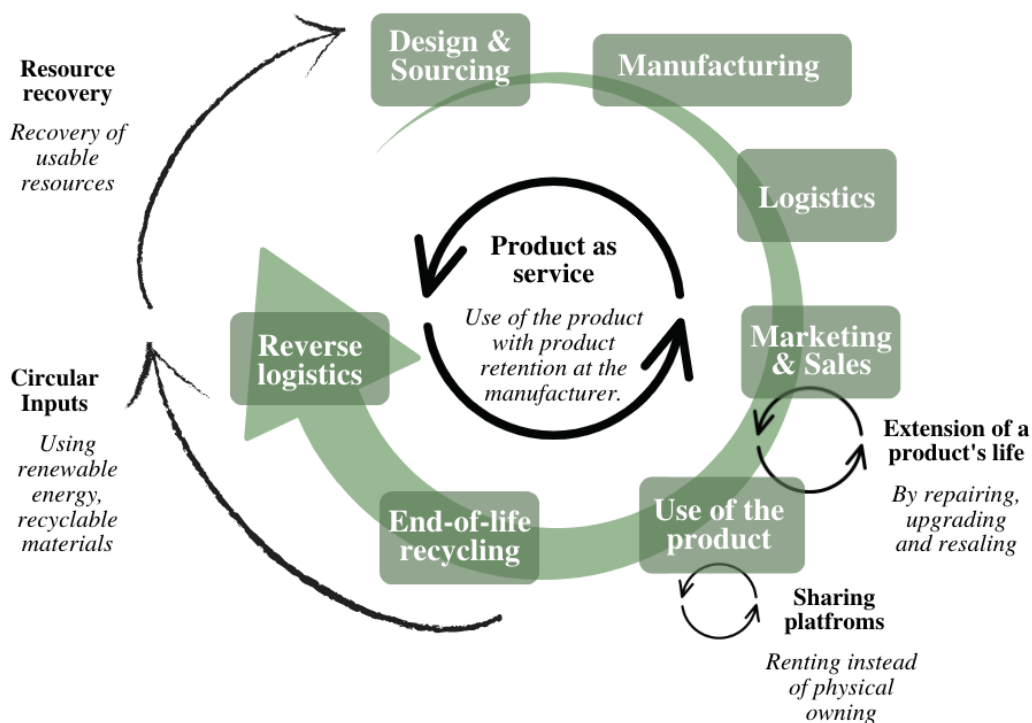 Design &
Sourcing
Manufacturing
Logistics
Marketing
& Sales
Use of the
product
End-of-life
recycling
Reverse
logistics
Resource
recovery
Recovery of
usable
resources
Circular
Inputs
Using
renewable
energy,
recyclable
materials
Product as
service
Use of the product
with product
retention at the
manufacturer.
Extension of a
product's life
By repairing,
upgrading
and resaling
Sharing
platfroms
Renting instead
of physical
owning